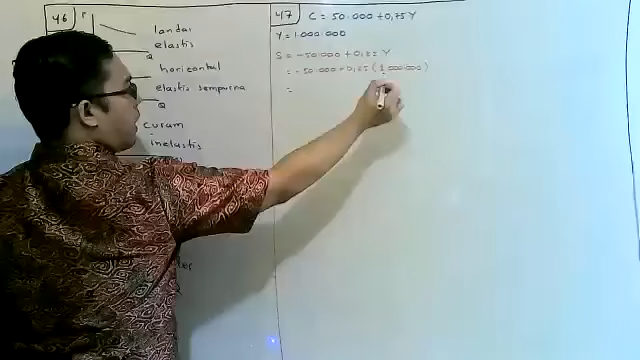 46 r
landai
elastis
Q
horizontal
elastis sempurna
Q
curam
inelastis
47 C = 50.000 + 0,75 Y
Y = 1.000.000
S = -50.000 + 0,25 Y
= -50.000 + 0,25 (1.000.000)
=